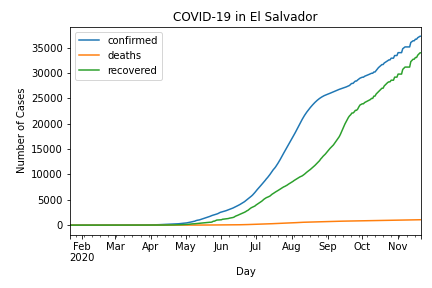 COVID-19 in El Salvador
confirmed
deaths
recovered
Number of Cases
35000
30000
25000
20000
15000
10000
5000
0
Feb Mar Apr May Jun Jul Aug Sep Oct Nov
2020
Day